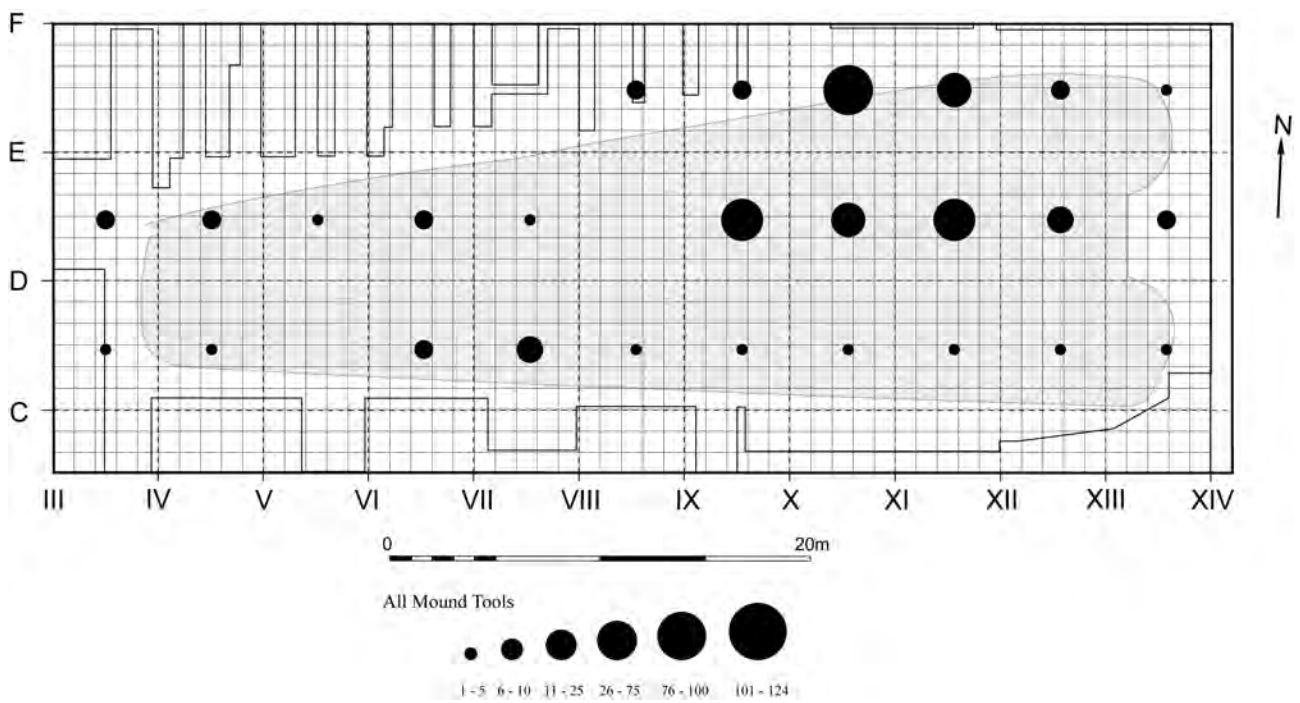 F
E
N
D
C
III IV V VI VII VIII IX X XI XII XIII XIV
0 20m
All Mound Tools
1 - 5 6 - 10 11 - 25 26 - 75 76 - 100 101 - 124